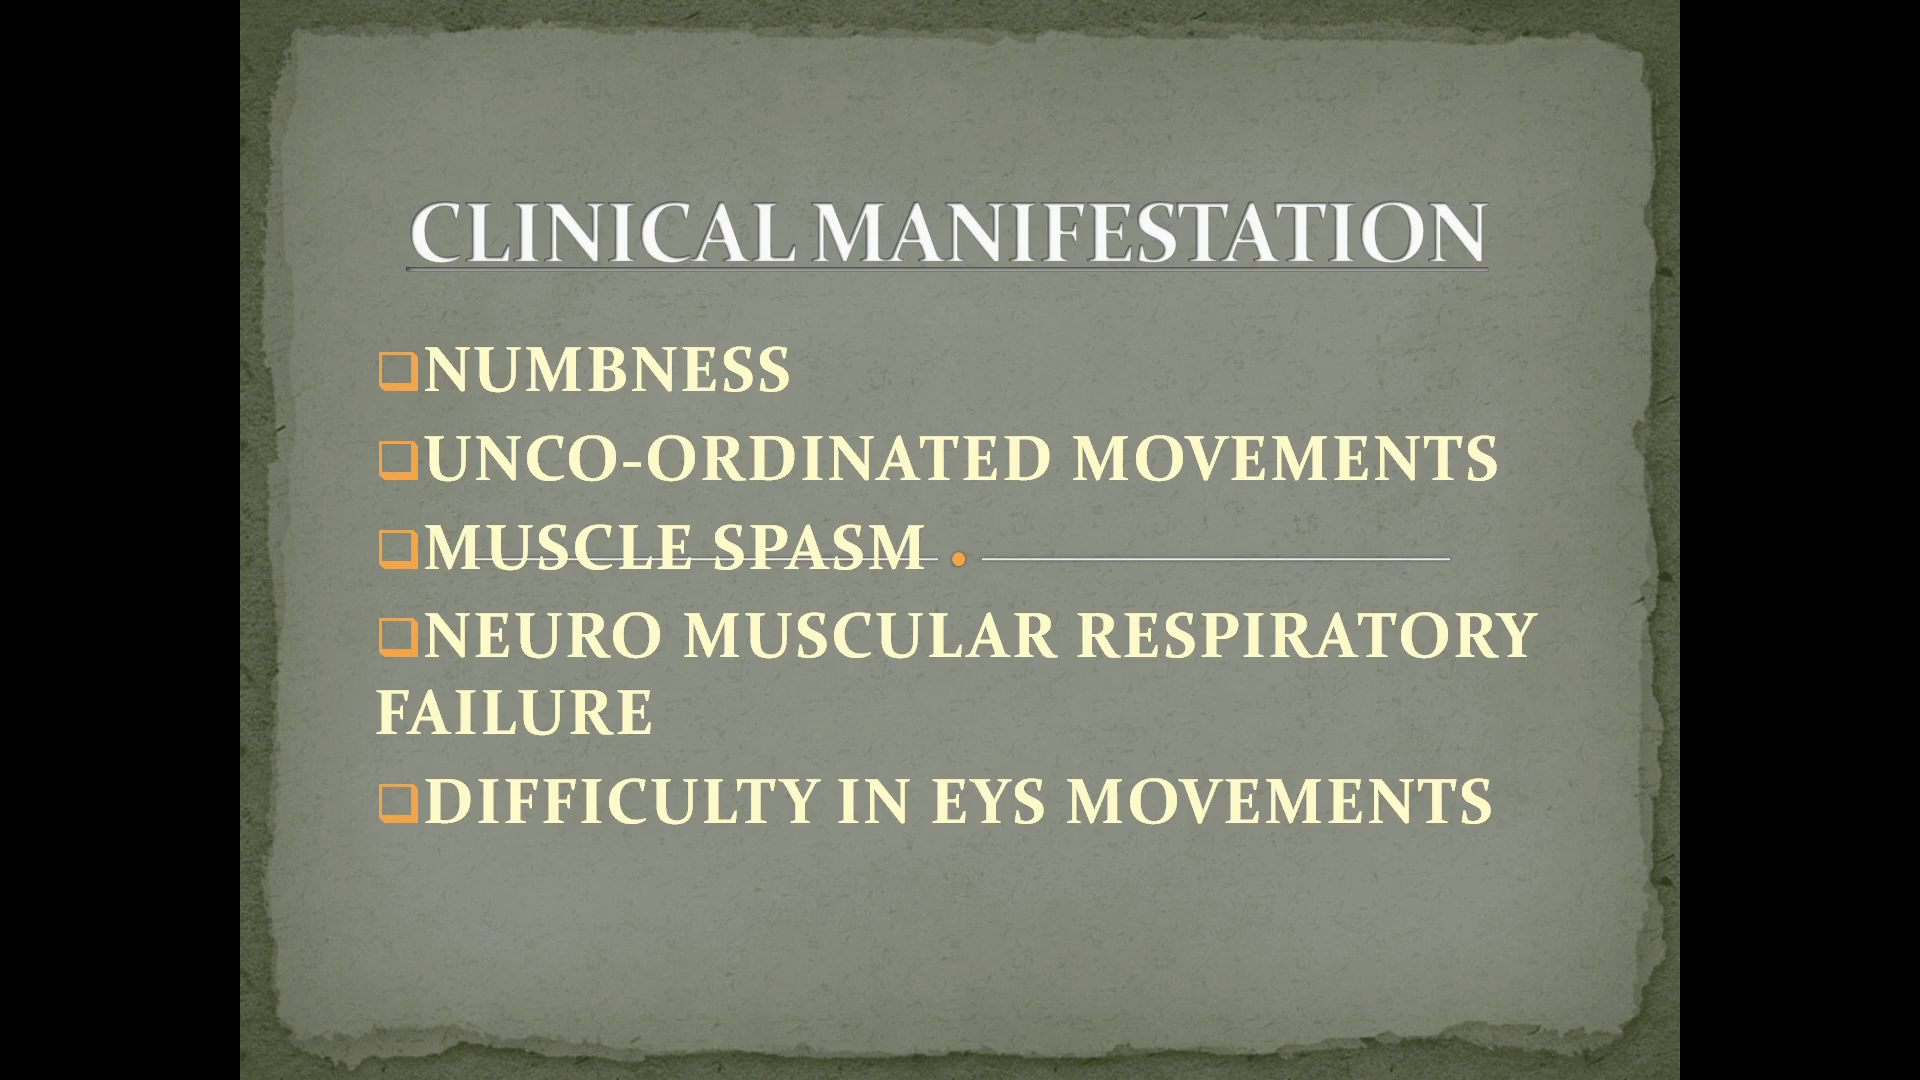 CLINICAL MANIFESTATION
NUMBNESS
UNCO-ORDINATED MOVEMENTS
MUSCLE SPASM
NEURO MUSCULAR RESPIRATORY
FAILURE
DIFFICULTY IN EYS MOVEMENTS